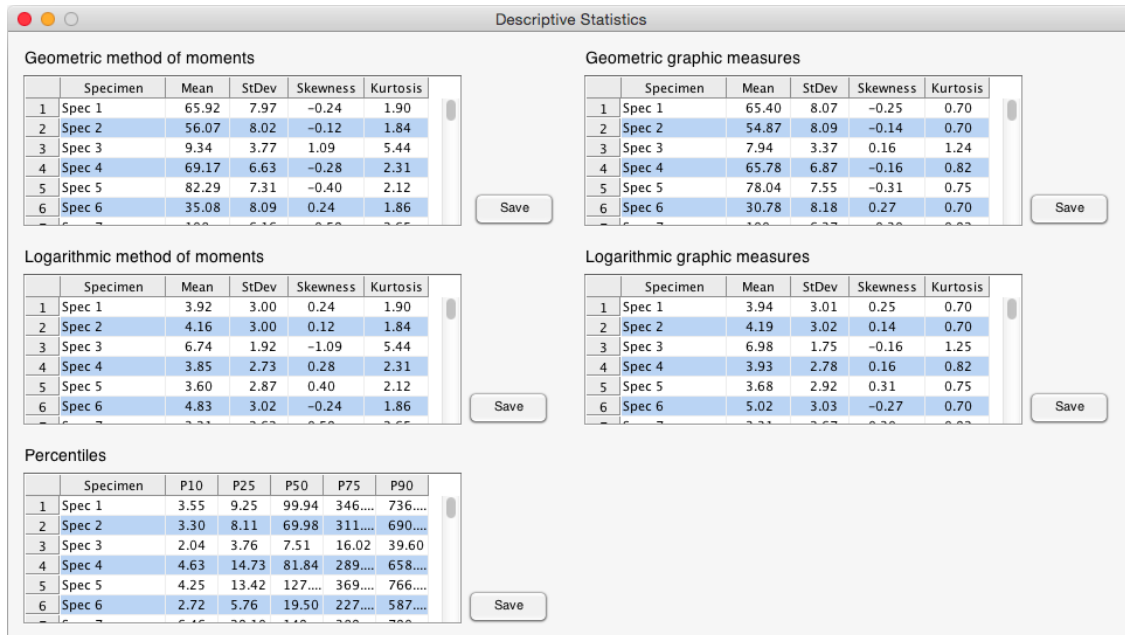 Descriptive Statistics
Geometric method of moments
Specimen Mean StDev Skewness Kurtosis
1 Spec 1 65.92 7.97 −0.24 1.90
2 Spec 2 56.07 8.02 −0.12 1.84
3 Spec 3 9.34 3.77 1.09 5.44
4 Spec 4 69.17 6.63 −0.28 2.31
5 Spec 5 82.29 7.31 −0.40 2.12
6 Spec 6 35.08 8.09 0.24 1.86
Save
Geometric graphic measures
Specimen Mean StDev Skewness Kurtosis
1 Spec 1 65.40 8.07 −0.25 0.70
2 Spec 2 54.87 8.09 −0.14 0.70
3 Spec 3 7.94 3.37 0.16 1.24
4 Spec 4 65.78 6.87 −0.16 0.82
5 Spec 5 78.04 7.55 −0.31 0.75
6 Spec 6 30.78 8.18 0.27 0.70
Save
Logarithmic method of moments
Specimen Mean StDev Skewness Kurtosis
1 Spec 1 3.92 3.00 0.24 1.90
2 Spec 2 4.16 3.00 0.12 1.84
3 Spec 3 6.74 1.92 −1.09 5.44
4 Spec 4 3.85 2.73 0.28 2.31
5 Spec 5 3.60 2.87 0.40 2.12
6 Spec 6 4.83 3.02 −0.24 1.86
Save
Logarithmic graphic measures
Specimen Mean StDev Skewness Kurtosis
1 Spec 1 3.94 3.01 0.25 0.70
2 Spec 2 4.19 3.02 0.14 0.70
3 Spec 3 6.98 1.75 −0.16 1.25
4 Spec 4 3.93 2.78 0.16 0.82
5 Spec 5 3.68 2.92 0.31 0.75
6 Spec 6 5.02 3.03 −0.27 0.70
Save
Percentiles
Specimen P10 P25 P50 P75 P90
1 Spec 1 3.55 9.25 99.94 346.... 736....
2 Spec 2 3.30 8.11 69.98 311.... 690....
3 Spec 3 2.04 3.76 7.51 16.02 39.60
4 Spec 4 4.63 14.73 81.84 289.... 658....
5 Spec 5 4.25 13.42 127.... 369.... 766....
6 Spec 6 2.72 5.76 19.50 227.... 587....
Save